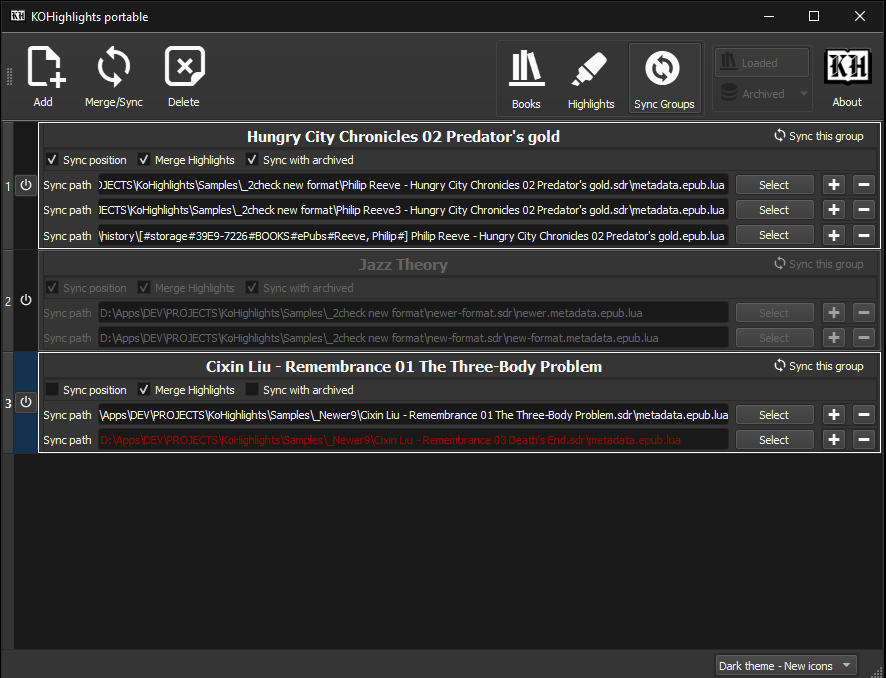 KH KOHighlights portable
Add
Merge/Sync
Delete
Books
Highlights
Sync Groups
Loaded
Archived
KH
About
Hungry City Chronicles 02 Predator's gold
Sync this group
Sync position Merge Highlights Sync with archived
1
Sync path OJECTS\KoHighlights\Samples\_2check new format\Philip Reeve - Hungry City Chronicles 02 Predator's gold.sdr\metadata.epub.lua Select
Sync path JECTS\KoHighlights\Samples\_2check new format\Philip Reeve3 - Hungry City Chronicles 02 Predator's gold.sdr\metadata.epub.lua Select
Sync path \history\[#storage#39E9-7226#BOOKS#ePubs#Reeve, Philip#] Philip Reeve - Hungry City Chronicles 02 Predator's gold.epub.lua Select
Jazz Theory
Sync this group
Sync position Merge Highlights Sync with archived
2
Sync path D:\Apps\DEV\PROJECTS\KoHighlights\Samples\_2check new format\newer-format.sdr\newer.metadata.epub.lua Select
Sync path D:\Apps\DEV\PROJECTS\KoHighlights\Samples\_2check new format\new-format.sdr\new-format.metadata.epub.lua Select
Cixin Liu - Remembrance 01 The Three-Body Problem
Sync this group
Sync position Merge Highlights Sync with archived
3
Sync path \Apps\DEV\PROJECTS\KoHighlights\Samples\_Newer9\Cixin Liu - Remembrance 01 The Three-Body Problem.sdr\metadata.epub.lua Select
Sync path D:\Apps\DEV\PROJECTS\KoHighlights\Samples\_Newer9\Cixin Liu - Remembrance 03 Death's End.sdr\metadata.epub.lua Select
Dark theme - New icons